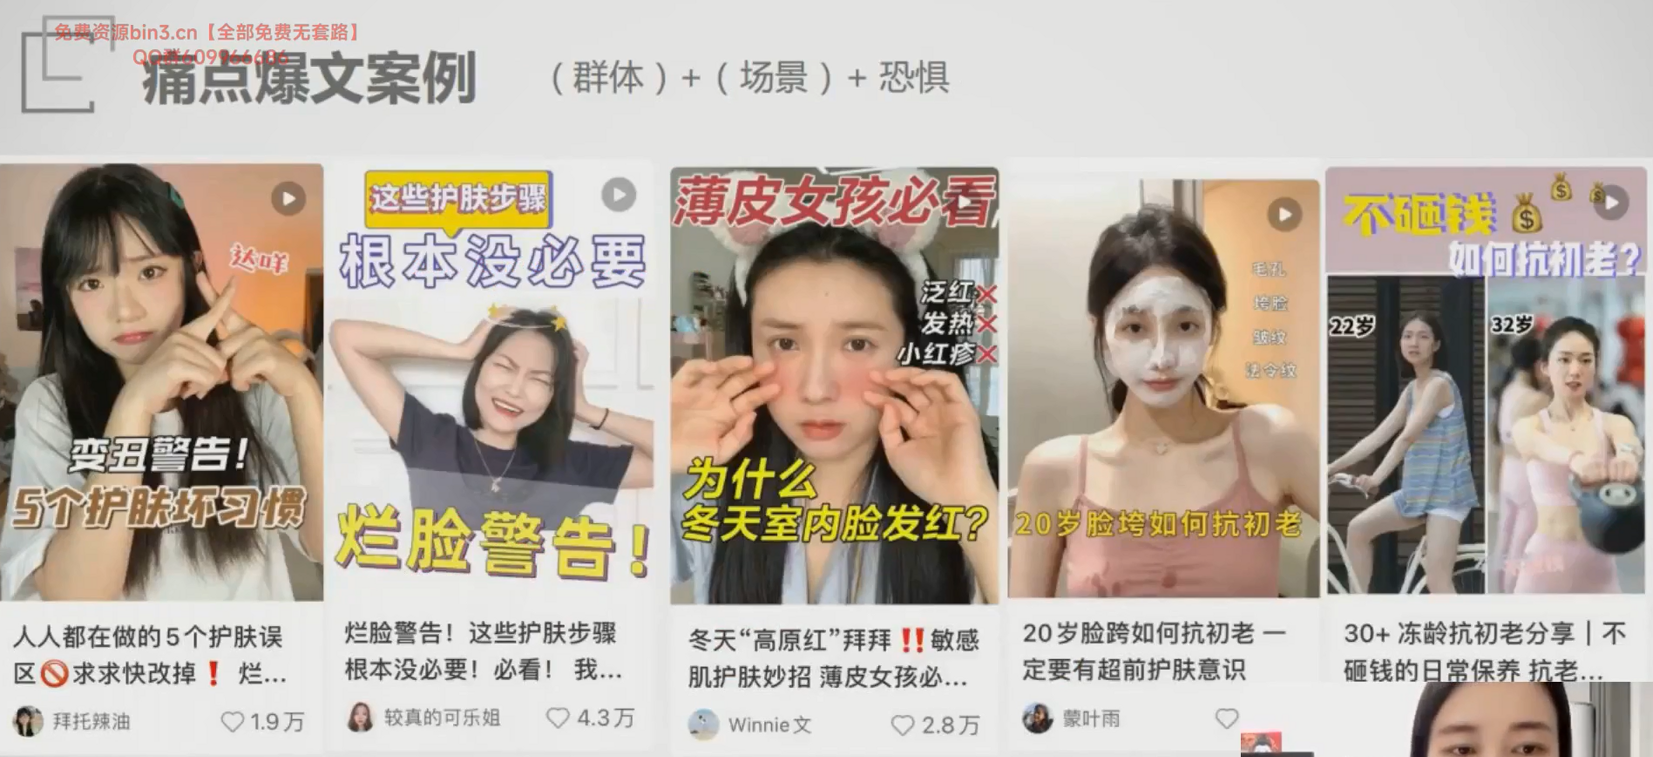 免费资源bin3.cn【全部免费无套路】
QQ群609966686
痛点爆文案例
（群体）+（场景）+ 恐惧
达咩
变丑警告！
5个护肤坏习惯
人人都在做的5个护肤误
区🚫求求快改掉❗ 烂...
拜托辣油
1.9万
这些护肤步骤
根本没必要
烂脸警告！
烂脸警告！这些护肤步骤
根本没必要！必看！ 我...
较真的可乐姐
4.3万
薄皮女孩必看
泛红❌
发热❌
小红疹❌
为什么
冬天室内脸发红？
冬天“高原红”拜拜‼️敏感
肌护肤妙招 薄皮女孩必...
Winnie文
2.8万
毛孔
垮脸
皱纹
法令纹
20岁脸垮如何抗初老
20岁脸跨如何抗初老 一
定要有超前护肤意识
蒙叶雨
不砸钱
如何抗初老？
22岁
32岁
30+ 冻龄抗初老分享｜不
砸钱的日常保养 抗老...